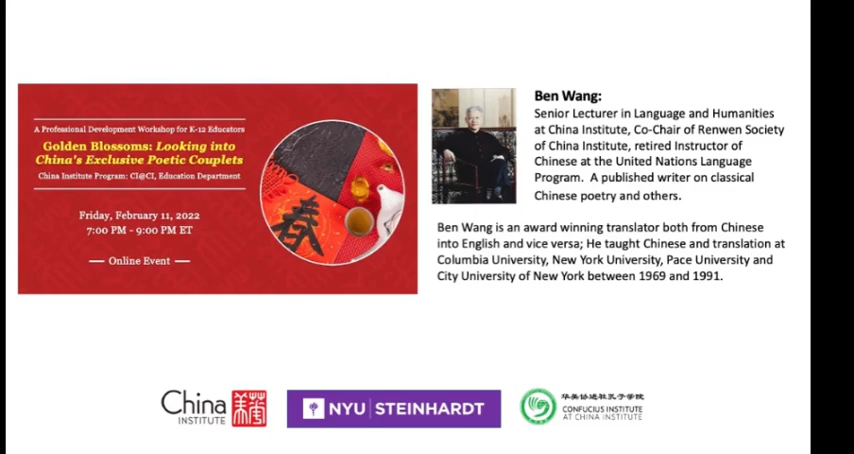 A Professional Development Workshop for K-12 Educators
Golden Blossoms: Looking into
China's Exclusive Poetic Couplets
China Institute Program: CI@CI, Education Department
Friday, February 11, 2022
7:00 PM - 9:00 PM ET
Online Event
春
Ben Wang:
Senior Lecturer in Language and Humanities
at China Institute, Co-Chair of Renwen Society
of China Institute, retired Instructor of
Chinese at the United Nations Language
Program. A published writer on classical
Chinese poetry and others.
Ben Wang is an award winning translator both from Chinese
into English and vice versa; He taught Chinese and translation at
Columbia University, New York University, Pace University and
City University of New York between 1969 and 1991.
China
INSTITUTE
NYU STEINHARDT
华美协进社孔子学院
CONFUCIUS INSTITUTE
AT CHINA INSTITUTE